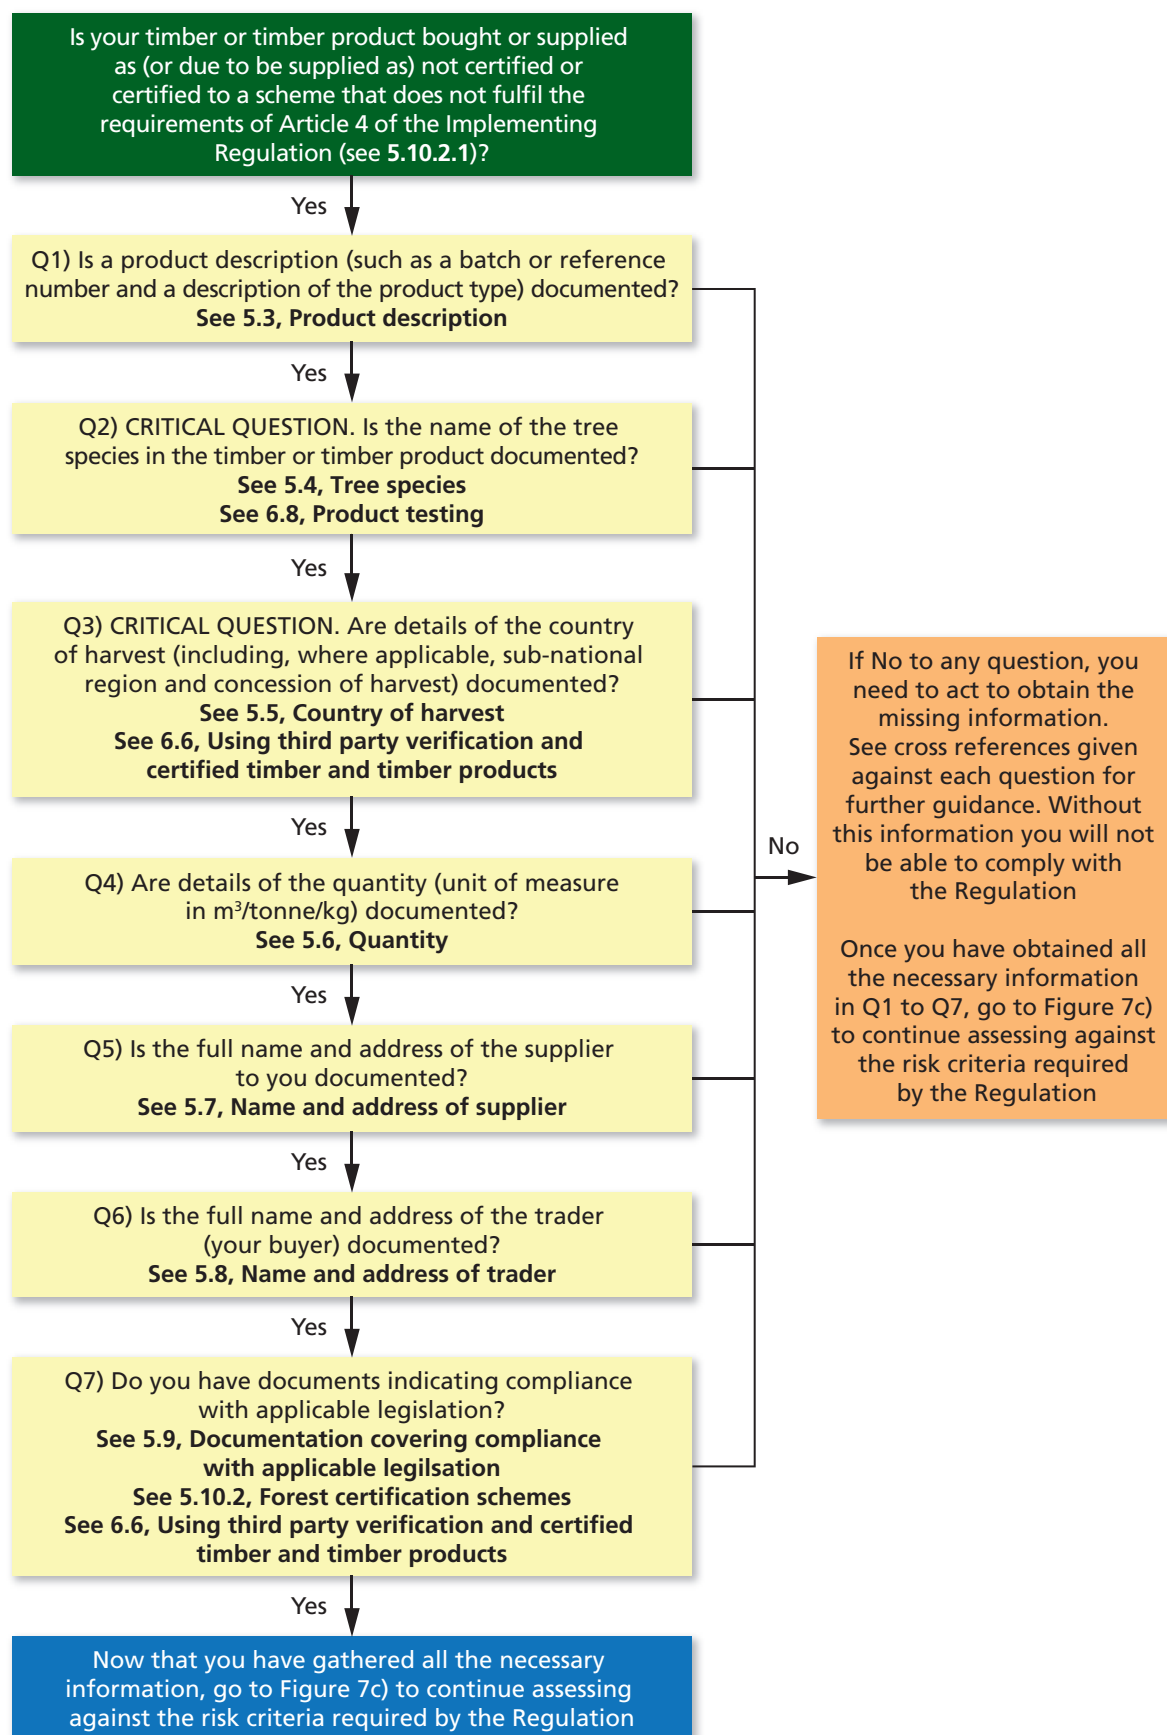 Is your timber or timber product bought or supplied
as (or due to be supplied as) not certified or
certified to a scheme that does not fulfil the
requirements of Article 4 of the Implementing
Regulation (see 5.10.2.1)?
Yes
Q1) Is a product description (such as a batch or reference
number and a description of the product type) documented?
See 5.3, Product description
Yes
Q2) CRITICAL QUESTION. Is the name of the tree
species in the timber or timber product documented?
See 5.4, Tree species
See 6.8, Product testing
Yes
Q3) CRITICAL QUESTION. Are details of the country
of harvest (including, where applicable, sub-national
region and concession of harvest) documented?
See 5.5, Country of harvest
See 6.6, Using third party verification and
certified timber and timber products
Yes
Q4) Are details of the quantity (unit of measure
in m³/tonne/kg) documented?
See 5.6, Quantity
Yes
Q5) Is the full name and address of the supplier
to you documented?
See 5.7, Name and address of supplier
Yes
Q6) Is the full name and address of the trader
(your buyer) documented?
See 5.8, Name and address of trader
Yes
Q7) Do you have documents indicating compliance
with applicable legislation?
See 5.9, Documentation covering compliance
with applicable legilsation
See 5.10.2, Forest certification schemes
See 6.6, Using third party verification and certified
timber and timber products
Yes
Now that you have gathered all the necessary
information, go to Figure 7c) to continue assessing
against the risk criteria required by the Regulation
No
If No to any question, you
need to act to obtain the
missing information.
See cross references given
against each question for
further guidance. Without
this information you will not
be able to comply with
the Regulation
Once you have obtained all
the necessary information
in Q1 to Q7, go to Figure 7c)
to continue assessing against
the risk criteria required
by the Regulation